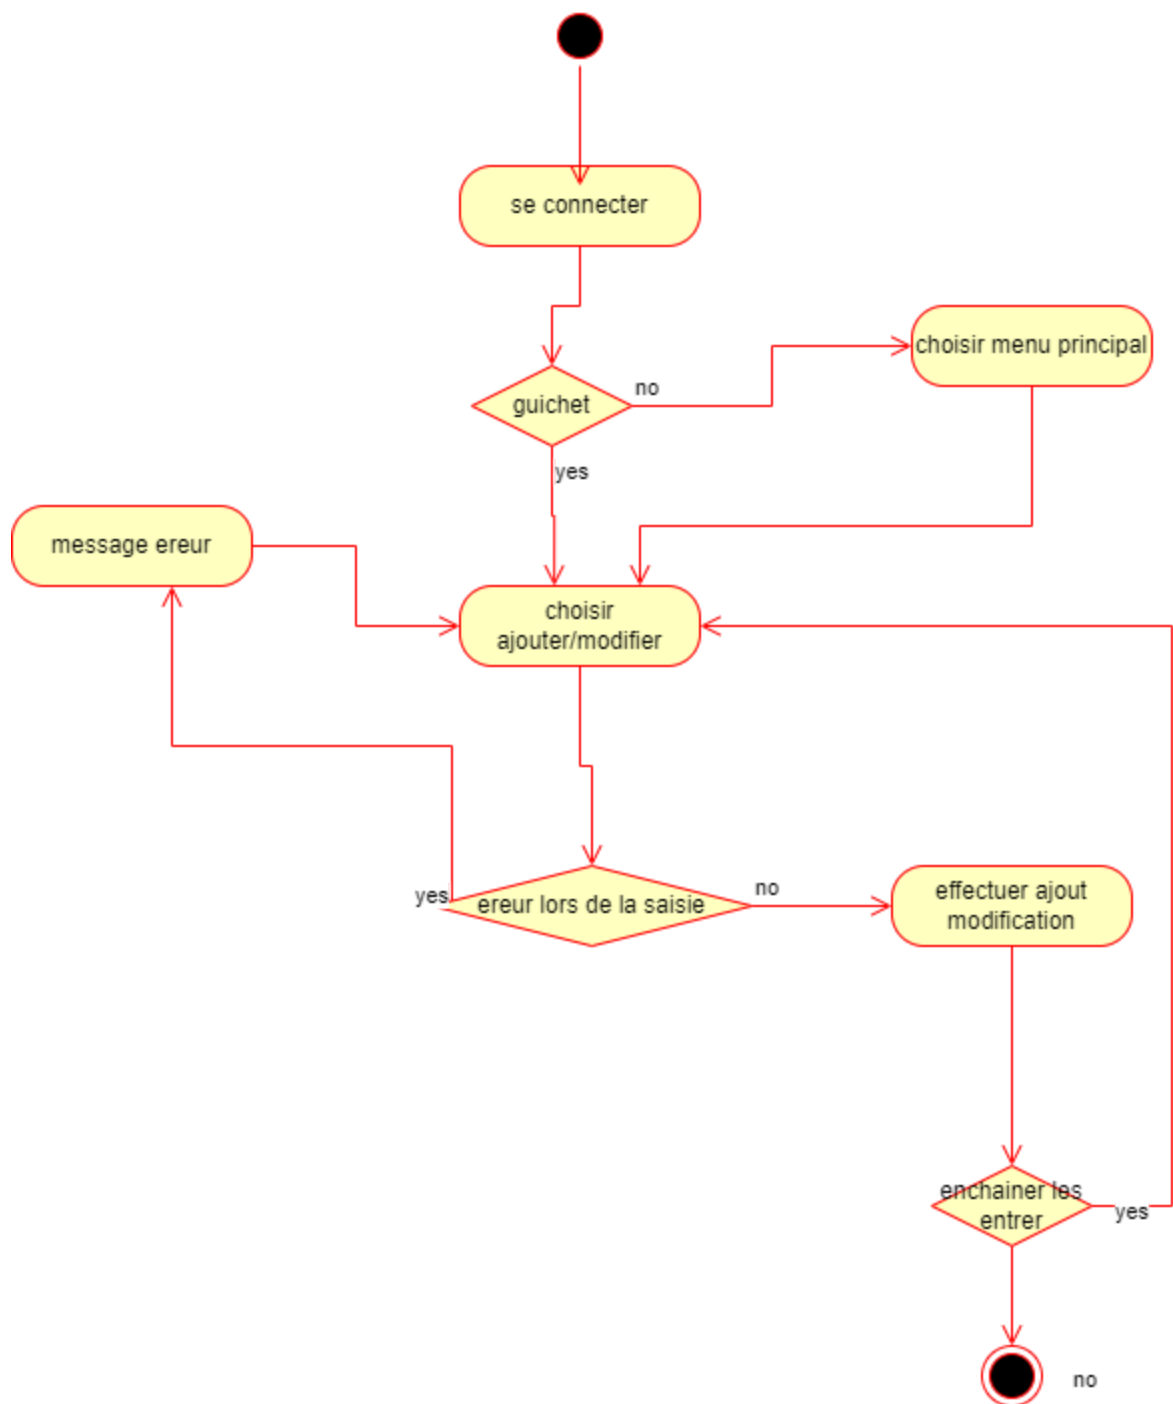 se connecter
choisir menu principal
no
guichet
yes
message ereur
choisir
ajouter/modifier
yes
ereur lors de la saisie
no
effectuer ajout
modification
enchainer les
entrer
yes
no